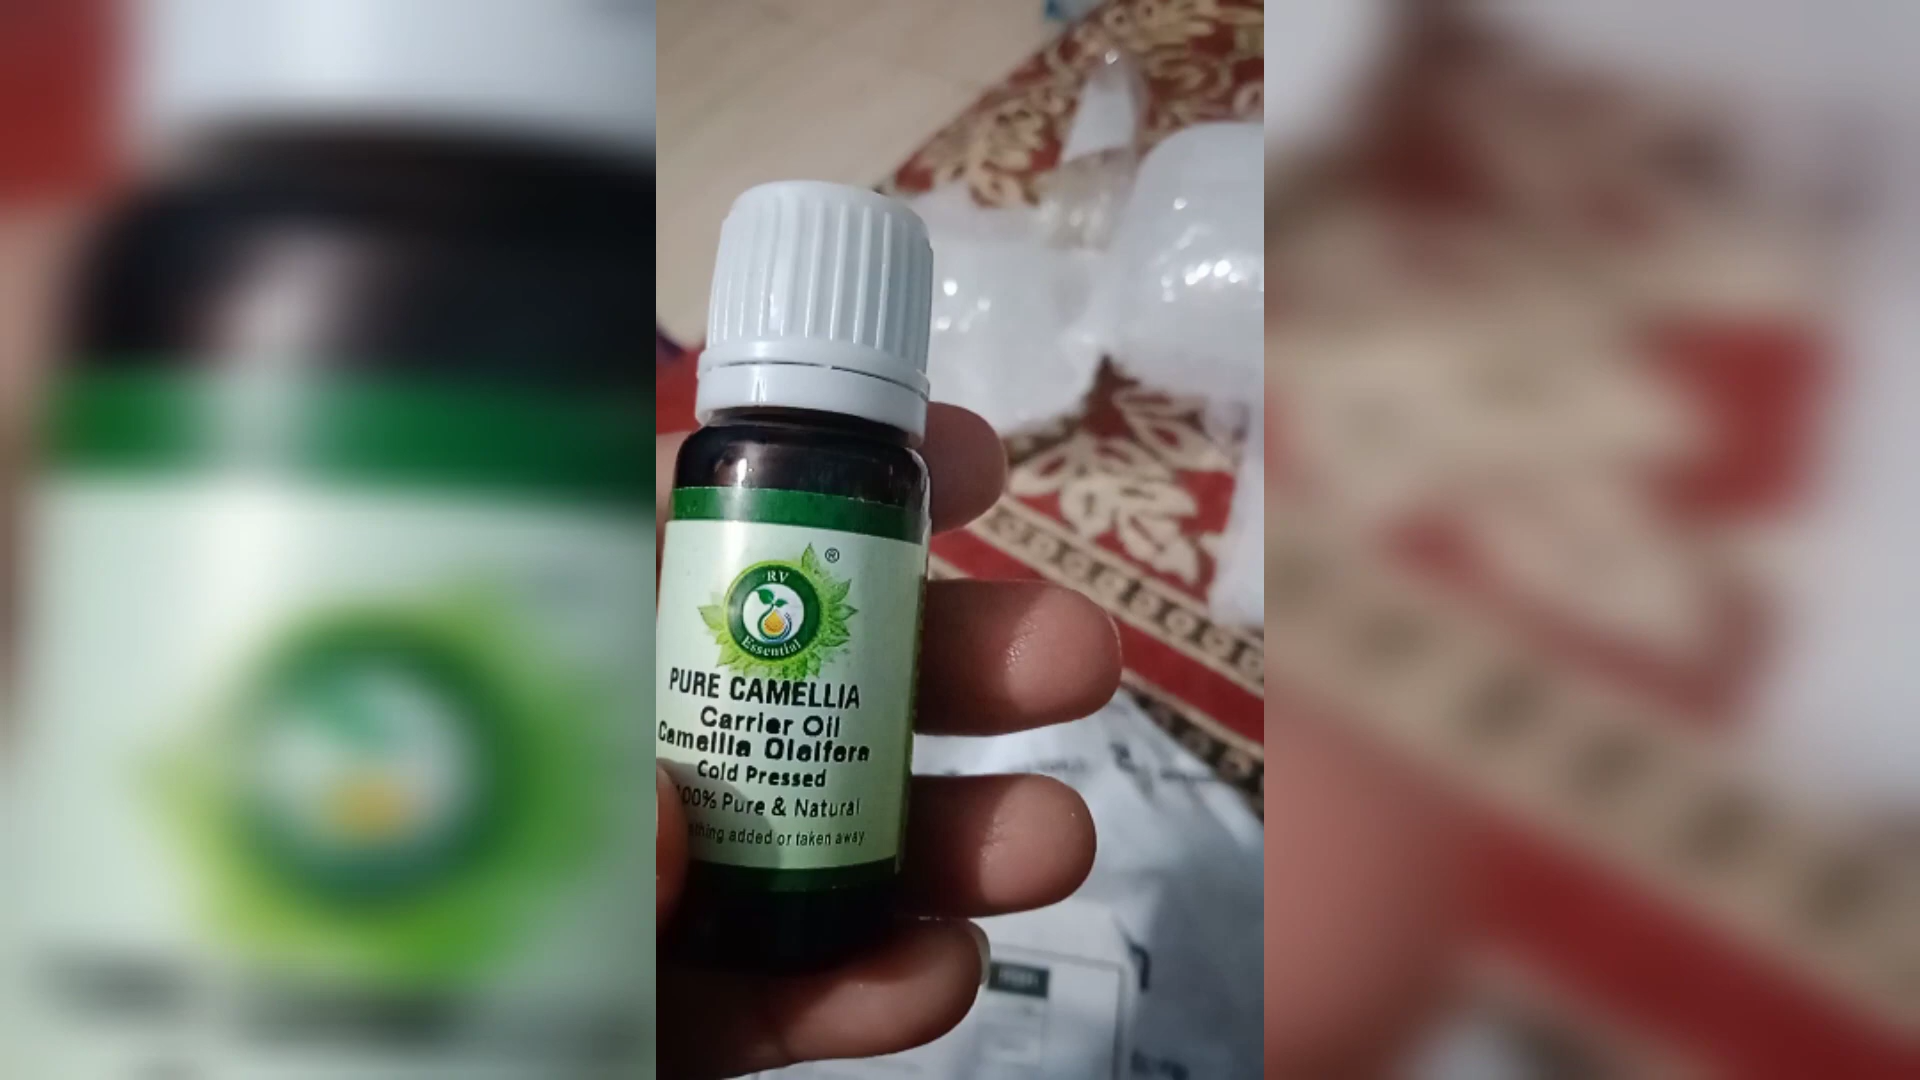 ®
RV
Essential
PURE CAMELLIA
Carrier Oil
Camellia Oleifera
Cold Pressed
100% Pure & Natural
added or taken away